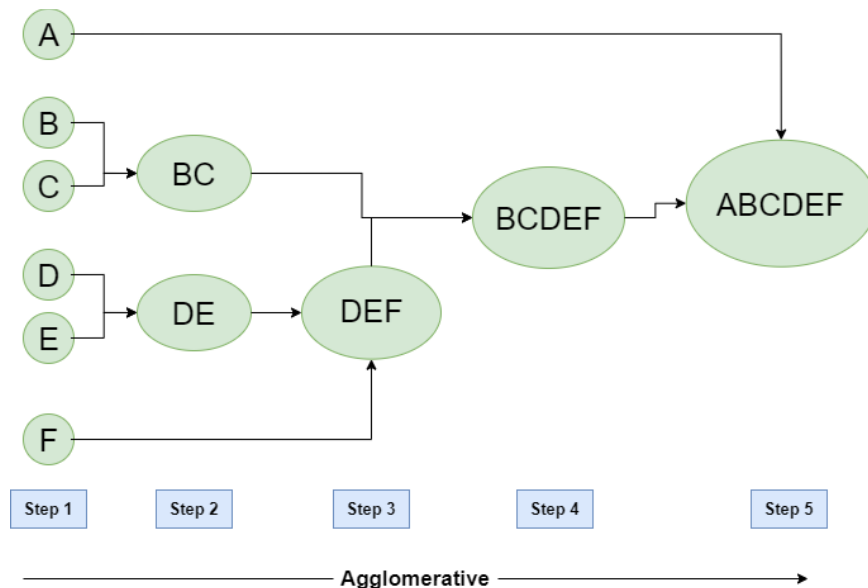 A
B
C
BC
BCDEF
ABCDEF
D
E
DE
DEF
F
Step 1
Step 2
Step 3
Step 4
Step 5
Agglomerative